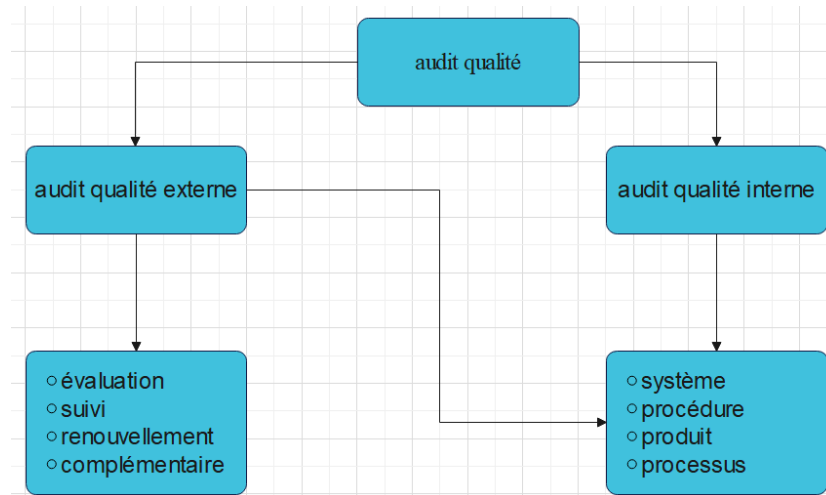 audit qualité
audit qualité externe
audit qualité interne
évaluation
suivi
renouvellement
complémentaire
système
procédure
produit
processus